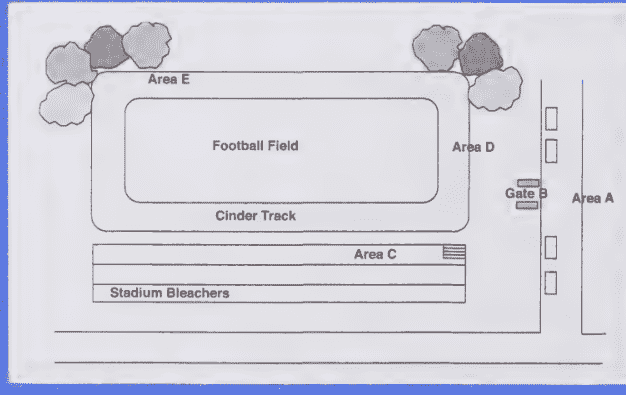 Area E
Football Field
Area D
Gate B
Area A
Cinder Track
Area C
Stadium Bleachers